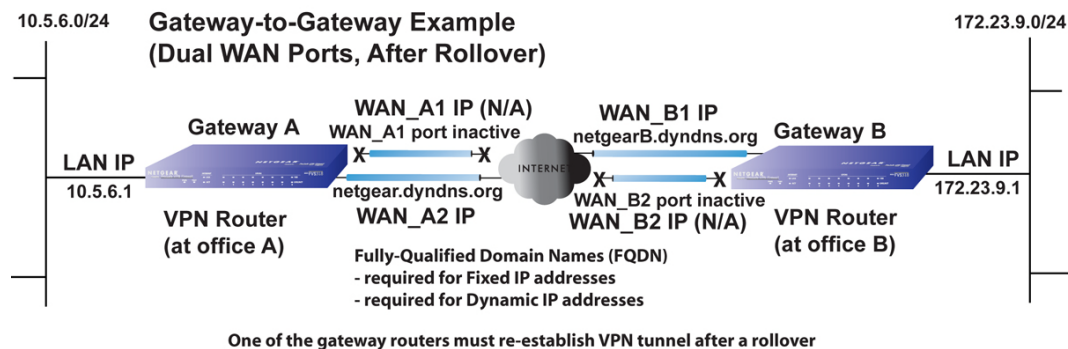 10.5.6.0/24
Gateway-to-Gateway Example
(Dual WAN Ports, After Rollover)
172.23.9.0/24
WAN_A1 IP (N/A)
WAN_A1 port inactive
WAN_B1 IP
netgearB.dyndns.org
Gateway A
Gateway B
X X
INTERNET
X X
LAN IP
10.5.6.1
NETGEAR
NETGEAR
netgear.dyndns.org
WAN_A2 IP
WAN_B2 port inactive
WAN_B2 IP (N/A)
NETGEAR
NETGEAR
LAN IP
172.23.9.1
VPN Router
(at office A)
VPN Router
(at office B)
Fully-Qualified Domain Names (FQDN)
- required for Fixed IP addresses
- required for Dynamic IP addresses
One of the gateway routers must re-establish VPN tunnel after a rollover